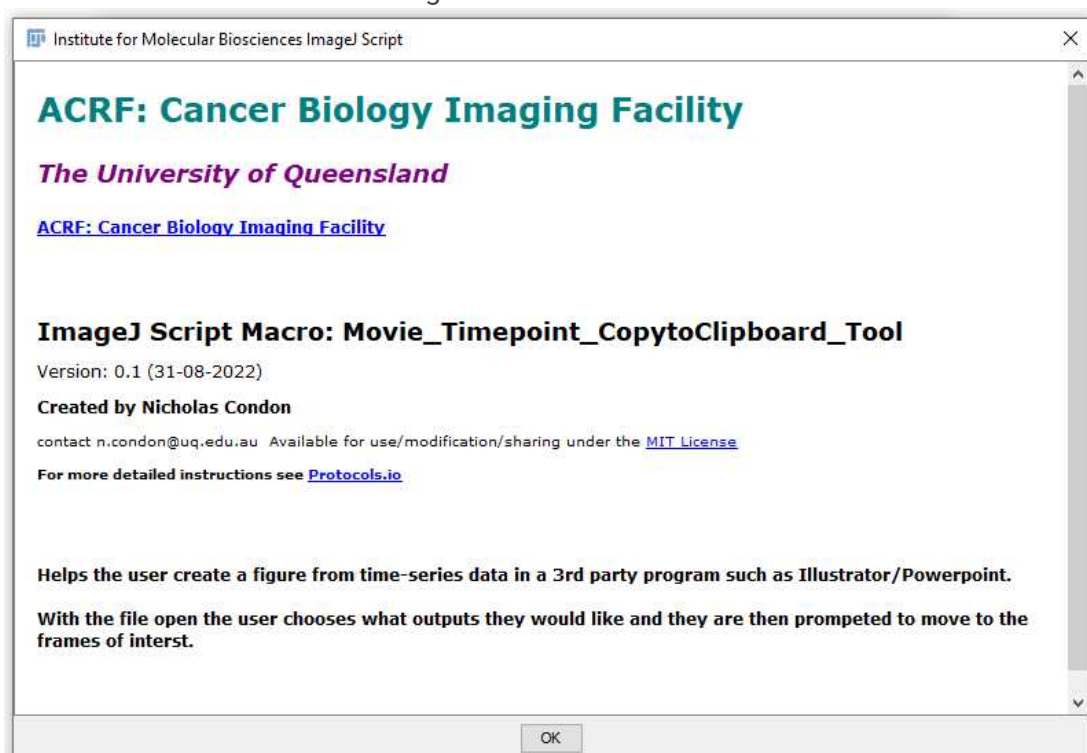 Institute for Molecular Biosciences ImageJ Script
ACRF: Cancer Biology Imaging Facility
The University of Queensland
ACRF: Cancer Biology Imaging Facility
ImageJ Script Macro: Movie_Timepoint_CopytoClipboard_Tool
Version: 0.1 (31-08-2022)
Created by Nicholas Condon
contact n.condon@uq.edu.au Available for use/modification/sharing under the MIT License
For more detailed instructions see Protocols.io
Helps the user create a figure from time-series data in a 3rd party program such as Illustrator/Powerpoint.
With the file open the user chooses what outputs they would like and they are then prompeted to move to the
frames of interst.
OK